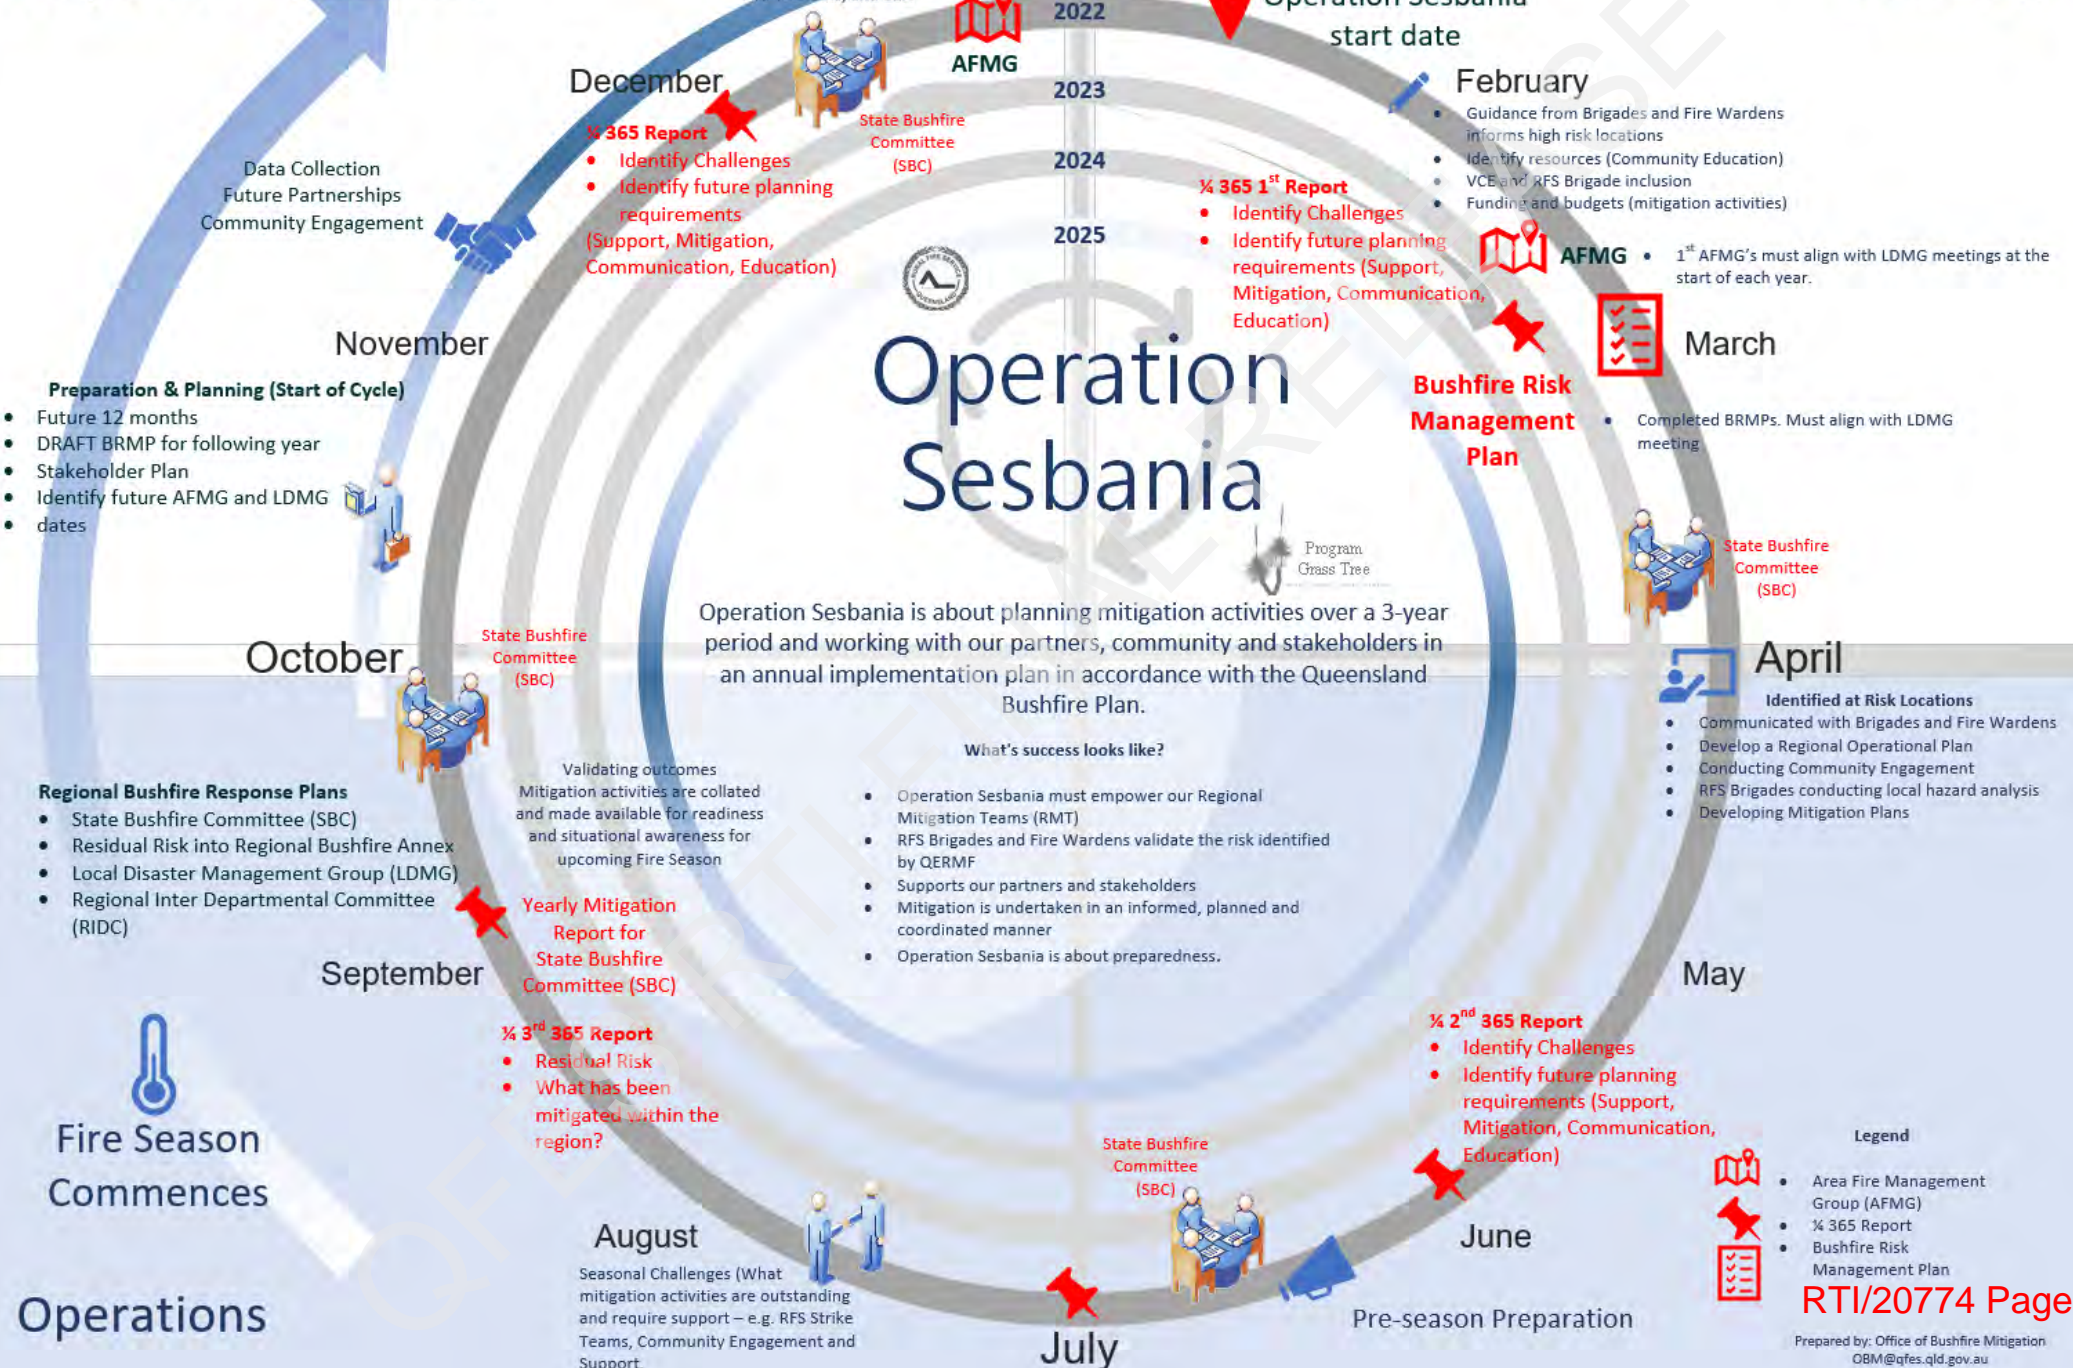 2022
start date
AFMG
December
2023
February
State Bushfire
Committee
(SBC)
¼ 365 Report
• Identify Challenges
• Identify future planning
requirements
(Support, Mitigation,
Communication, Education)
• Guidance from Brigades and Fire Wardens
informs high risk locations
• Identify resources (Community Education)
• VCE and RFS Brigade inclusion
• Funding and budgets (mitigation activities)
Data Collection
Future Partnerships
Community Engagement
2024
¼ 365 1st Report
• Identify Challenges
• Identify future planning
requirements (Support,
Mitigation, Communication,
Education)
2025
AFMG • 1st AFMG's must align with LDMG meetings at the
start of each year.
RURAL FIRE SERVICE
QUEENSLAND
November
March
Operation
Sesbania
Bushfire Risk
Management
Plan
• Completed BRMPs. Must align with LDMG
meeting
Preparation & Planning (Start of Cycle)
• Future 12 months
• DRAFT BRMP for following year
• Stakeholder Plan
• Identify future AFMG and LDMG
• dates
Program
Grass Tree
State Bushfire
Committee
(SBC)
Operation Sesbania is about planning mitigation activities over a 3-year
period and working with our partners, community and stakeholders in
an annual implementation plan in accordance with the Queensland
Bushfire Plan.
October
State Bushfire
Committee
(SBC)
April
Identified at Risk Locations
• Communicated with Brigades and Fire Wardens
• Develop a Regional Operational Plan
• Conducting Community Engagement
• RFS Brigades conducting local hazard analysis
• Developing Mitigation Plans
What's success looks like?
• Operation Sesbania must empower our Regional
Mitigation Teams (RMT)
• RFS Brigades and Fire Wardens validate the risk identified
by QERMF
• Supports our partners and stakeholders
• Mitigation is undertaken in an informed, planned and
coordinated manner
• Operation Sesbania is about preparedness.
Validating outcomes
Mitigation activities are collated
and made available for readiness
and situational awareness for
upcoming Fire Season
Regional Bushfire Response Plans
• State Bushfire Committee (SBC)
• Residual Risk into Regional Bushfire Annex
• Local Disaster Management Group (LDMG)
• Regional Inter Departmental Committee
(RIDC)
Yearly Mitigation
Report for
State Bushfire
Committee (SBC)
September
May
¼ 3rd 365 Report
• Residual Risk
• What has been
mitigated within the
region?
¼ 2nd 365 Report
• Identify Challenges
• Identify future planning
requirements (Support,
Mitigation, Communication,
Education)
Fire Season
Commences
State Bushfire
Committee
(SBC)
Legend
• Area Fire Management
Group (AFMG)
• ¼ 365 Report
• Bushfire Risk
Management Plan
August
June
Seasonal Challenges (What
mitigation activities are outstanding
and require support – e.g. RFS Strike
Teams, Community Engagement and
Support
Operations
Pre-season Preparation
July
RTI/20774 Page
Prepared by: Office of Bushfire Mitigation
OBM@qfes.qld.gov.au